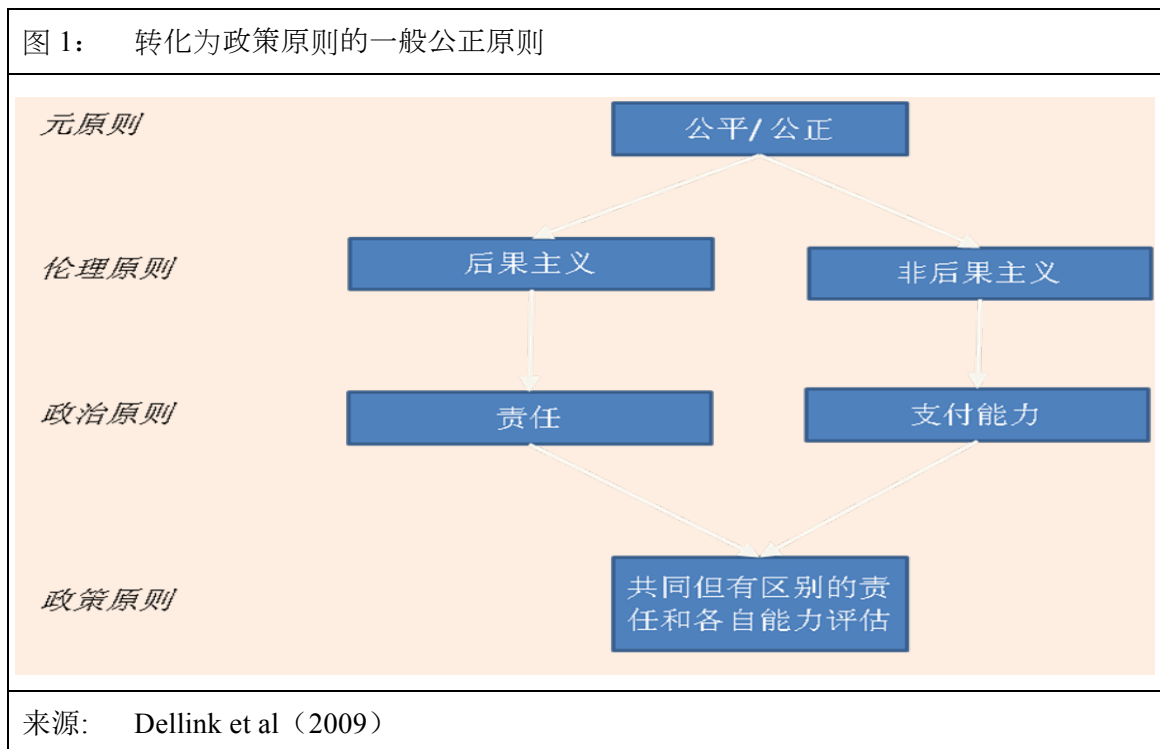 图 1： 转化为政策原则的一般公正原则
元原则
公平/ 公正
伦理原则
后果主义
非后果主义
政治原则
责任
支付能力
政策原则
共同但有区别的责
任和各自能力评估
来源: Dellink et al（2009）